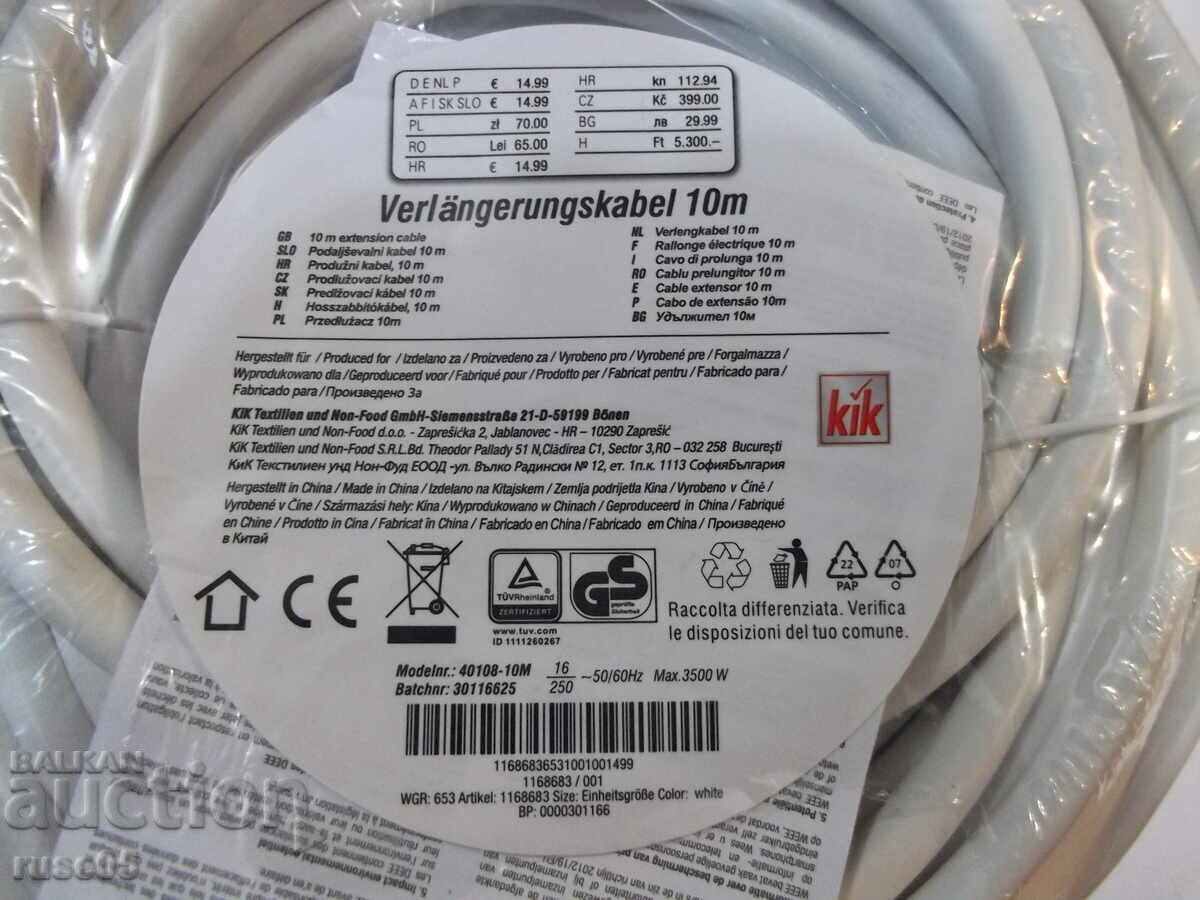 D E NL P € 14.99
A F I SK SLO € 14.99
PL zł 70.00
RO Lei 65.00
HR € 14.99
HR kn 112.94
CZ Kč 399.00
BG лв 29.99
H Ft 5.300.–
Verlängerungskabel 10m
GB 10 m extension cable
SLO Podaljševalni kabel 10 m
HR Produžni kabel, 10 m
CZ Prodlužovací kabel 10 m
SK Predlžovací kábel 10 m
H Hosszabbítókábel, 10 m
PL Przedłużacz 10m
NL Verlengkabel 10 m
F Rallonge électrique 10 m
I Cavo di prolunga 10 m
RO Cablu prelungitor 10 m
E Cable extensor 10 m
P Cabo de extensão 10m
BG Удължител 10м
Hergestellt für / Produced for / Izdelano za / Proizvedeno za / Vyrobeno pro / Vyrobené pre / Forgalmazza /
Wyprodukowano dla / Geproduceerd voor / Fabriqué pour / Prodotto per / Fabricat pentru / Fabricado para /
Fabricado para / Произведено За
KiK Textilien und Non-Food GmbH-Siemensstraße 21-D-59199 Bönen
KiK Textilien und Non-Food d.o.o. - Zaprešićka 2, Jablanovec - HR – 10290 Zaprešić
KiK Textilien und Non-Food S.R.L.Bd. Theodor Pallady 51 N,Clădirea C1, Sector 3,RO – 032 258 Bucureşti
КиК Текстилиен унд Нон-Фуд ЕООД -ул. Вълко Радински № 12, ет. 1п.к. 1113 СофияБългария
kik
Hergestellt in China / Made in China / Izdelano na Kitajskem / Zemlja podrijetla Kina / Vyrobeno v Číně /
Vyrobené v Číne / Származási hely: Kína / Wyprodukowano w Chinach / Geproduceerd in China / Fabriqué
en Chine / Prodotto in Cina / Fabricat în China / Fabricado en China / Fabricado em China / Произведено
в Китай
CE
TÜVRheinland
ZERTIFIZIERT
www.tuv.com
ID 1111260267
GS
geprüfte
Sicherheit
22
PAP
07
Raccolta differenziata. Verifica
le disposizioni del tuo comune.
Modelnr.: 40108-10M
Batchnr: 30116625
16
250
~50/60Hz Max.3500 W
11686836531001001499
1168683 / 001
WGR: 653 Artikel: 1168683 Size: Einheitsgröße Color: white
BP: 0000301166
BALKAN
auction
ruse05